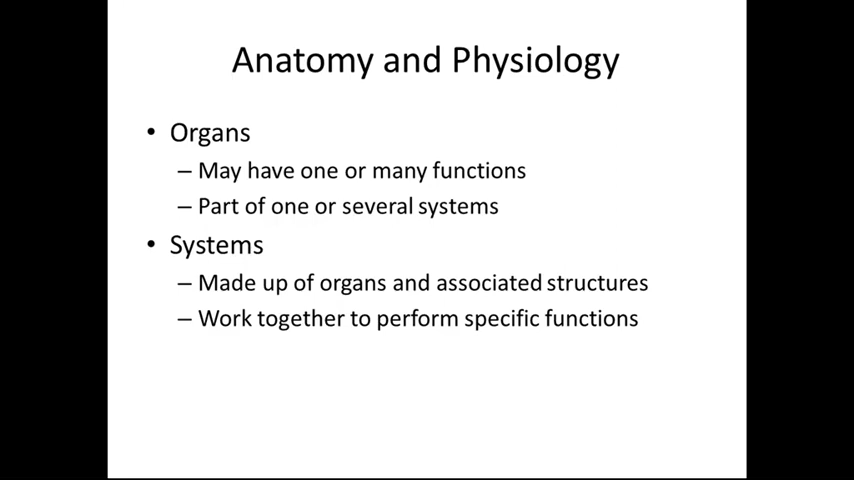 Anatomy and Physiology
• Organs
– May have one or many functions
– Part of one or several systems
• Systems
– Made up of organs and associated structures
– Work together to perform specific functions